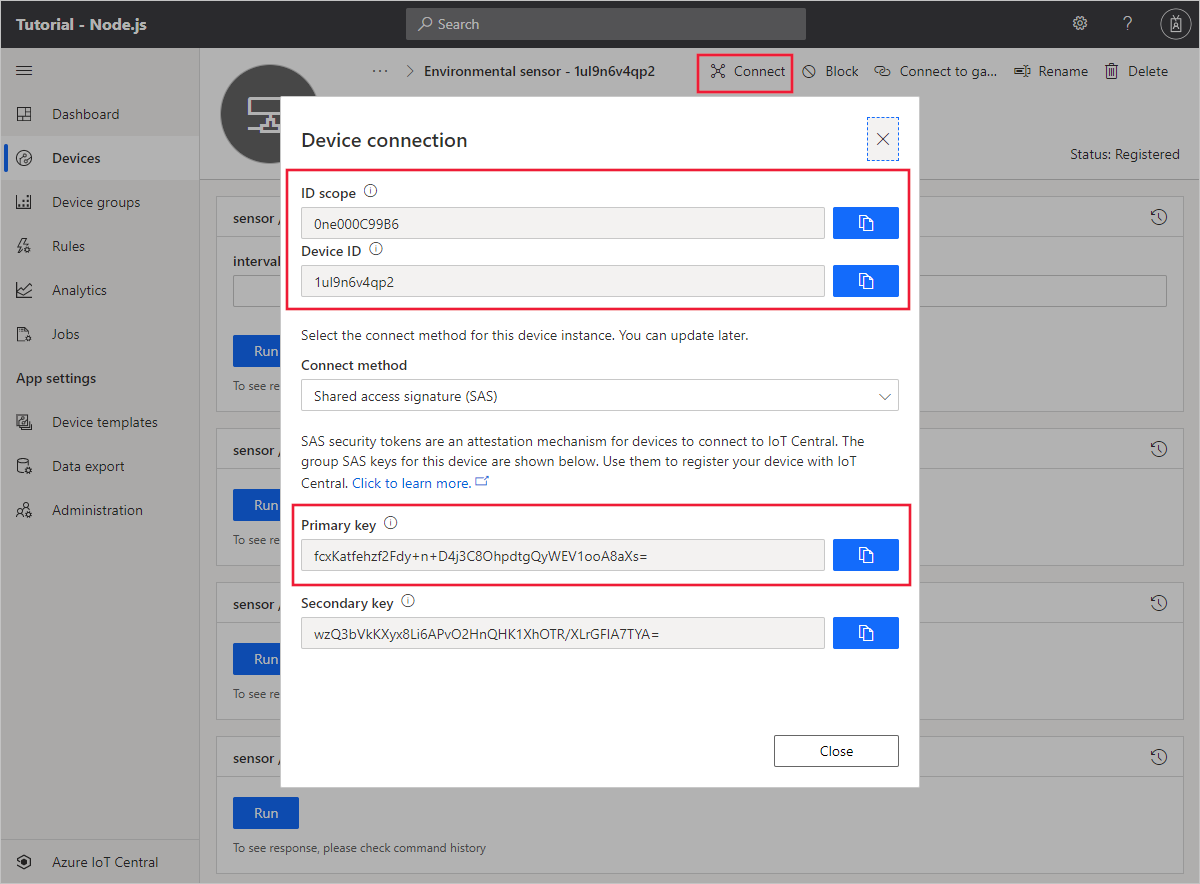 Tutorial - Node.js
Search
?
Dashboard
Devices
Device groups
Rules
Analytics
Jobs
App settings
Device templates
Data export
Administration
Azure IoT Central
··· > Environmental sensor - 1ul9n6v4qp2
Connect
Block
Connect to ga...
Rename
Delete
Status: Registered
Device connection
ID scope
0ne000C99B6
Device ID
1ul9n6v4qp2
Select the connect method for this device instance. You can update later.
Connect method
Shared access signature (SAS)
SAS security tokens are an attestation mechanism for devices to connect to IoT Central. The
group SAS keys for this device are shown below. Use them to register your device with IoT
Central. Click to learn more.
Primary key
fcxKatfehzf2Fdy+n+D4j3C8OhpdtgQyWEV1ooA8aXs=
Secondary key
wzQ3bVkKXyx8Li6APvO2HnQHK1XhOTR/XLrGFIA7TYA=
Close
sensor /
interval
Run
To see re
sensor /
Run
To see re
sensor /
Run
To see re
sensor /
Run
To see response, please check command history